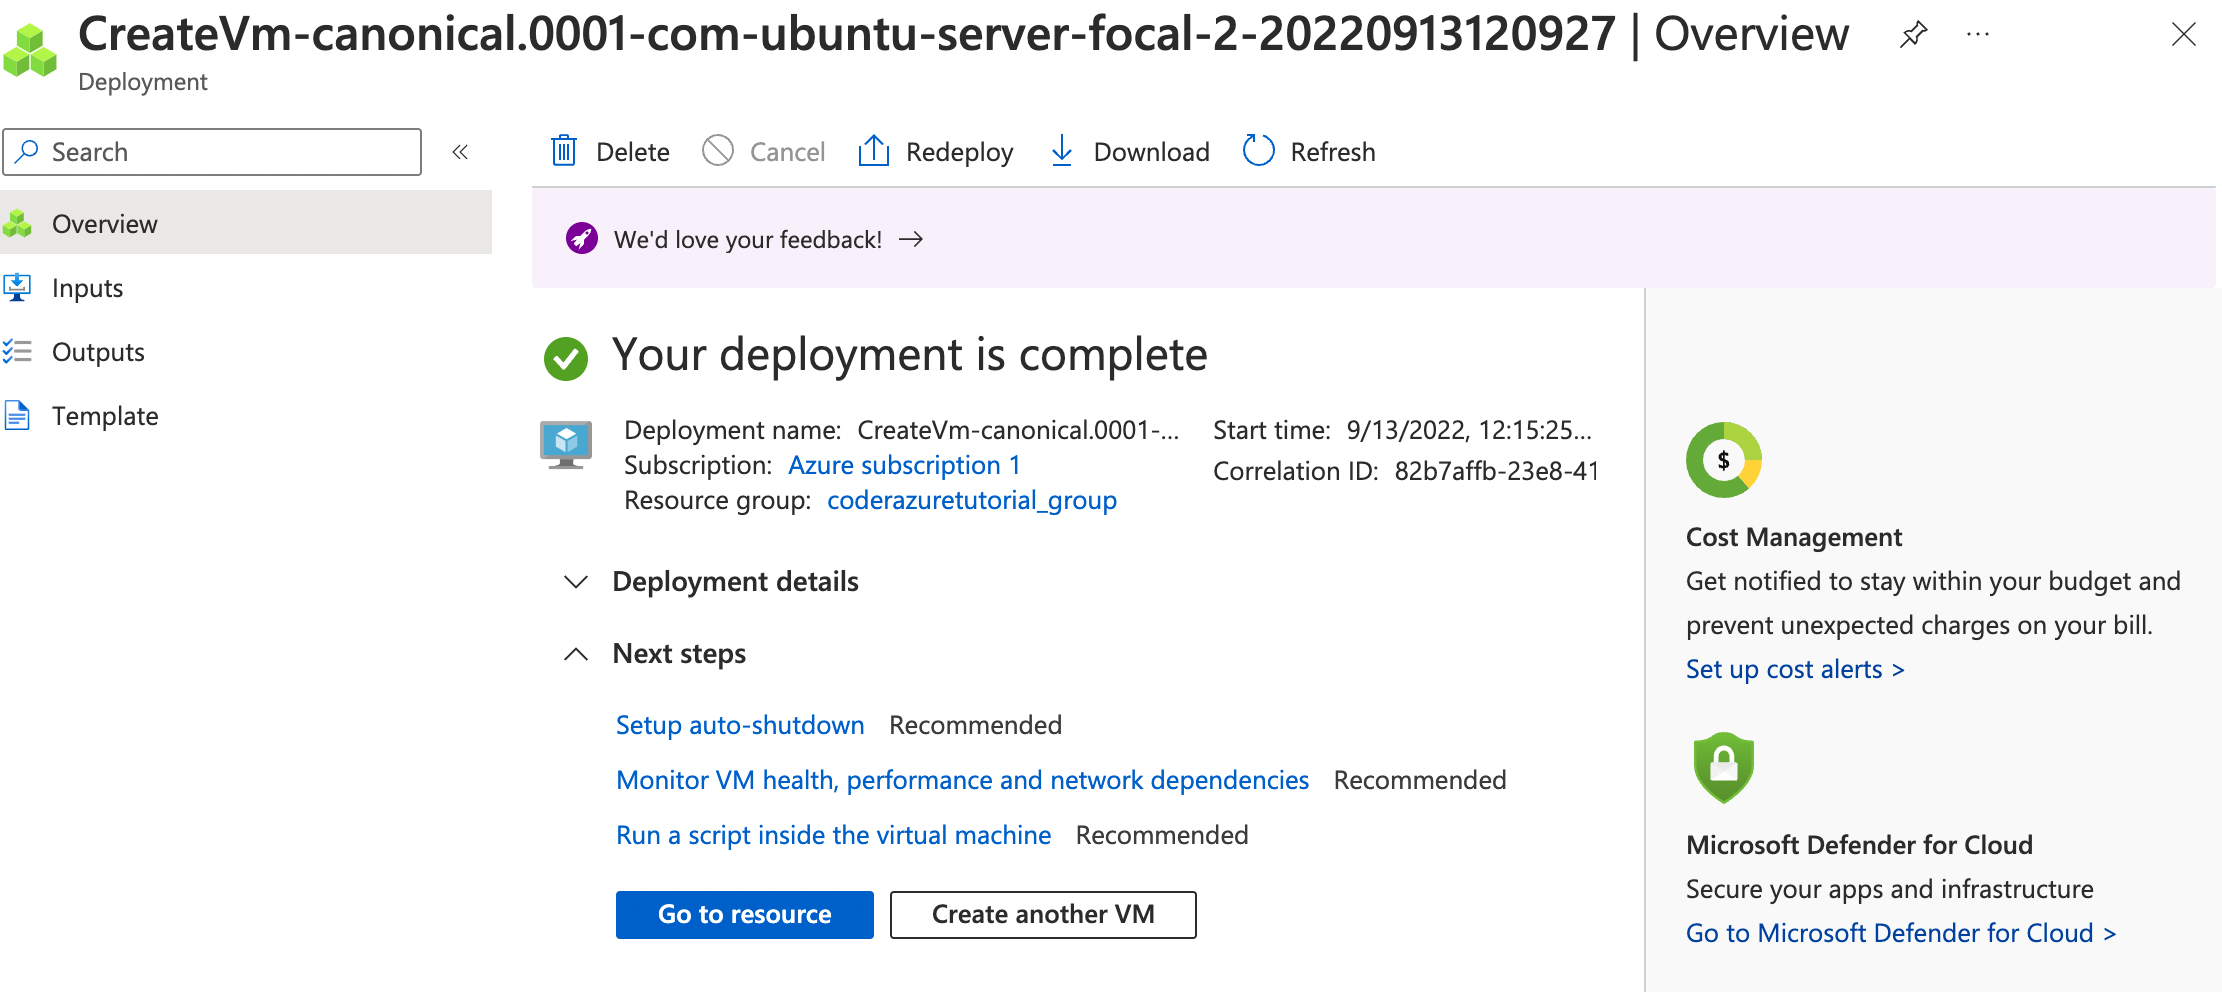 CreateVm-canonical.0001-com-ubuntu-server-focal-2-20220913120927 | Overview
Deployment
Search
Overview
Inputs
Outputs
Template
Delete Cancel Redeploy Download Refresh
We'd love your feedback!
Your deployment is complete
Deployment name: CreateVm-canonical.0001-...
Subscription: Azure subscription 1
Resource group: coderazuretutorial_group
Start time: 9/13/2022, 12:15:25...
Correlation ID: 82b7affb-23e8-41
Deployment details
Next steps
Setup auto-shutdown Recommended
Monitor VM health, performance and network dependencies Recommended
Run a script inside the virtual machine Recommended
Go to resource Create another VM
$
Cost Management
Get notified to stay within your budget and
prevent unexpected charges on your bill.
Set up cost alerts >
Microsoft Defender for Cloud
Secure your apps and infrastructure
Go to Microsoft Defender for Cloud >